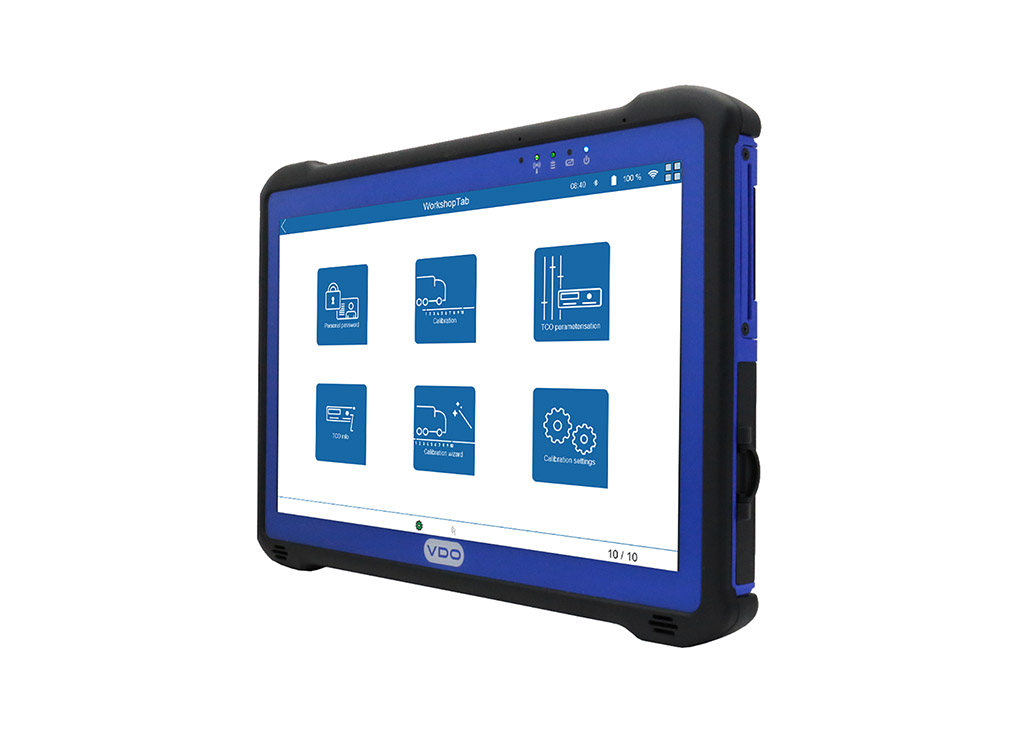 WorkshopTab
08:40 100 %
Personal password
Calibration
TCO parameterisation
TCO info
Calibration wizard
Calibration settings
10 / 10
VDO